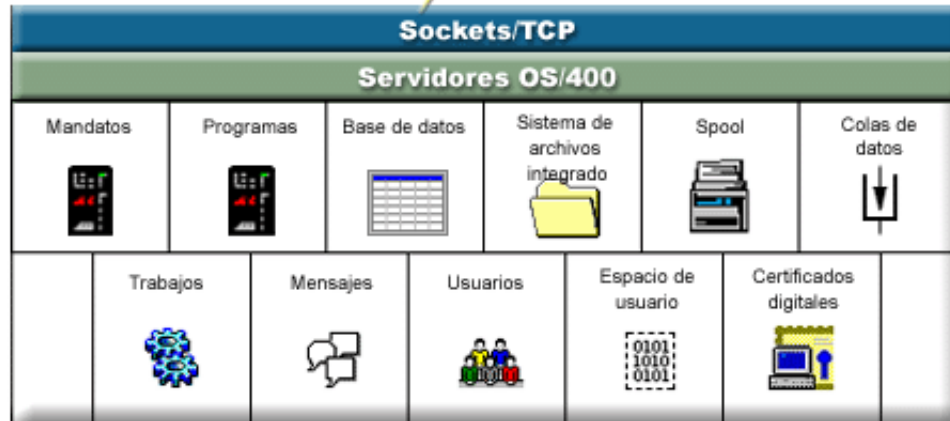 Sockets/TCP
Servidores OS/400
Mandatos
Programas
Base de datos
Sistema de
archivos
integrado
Spool
Colas de
datos
Trabajos
Mensajes
Usuarios
Espacio de
usuario
0101
1010
0101
Certificados
digitales